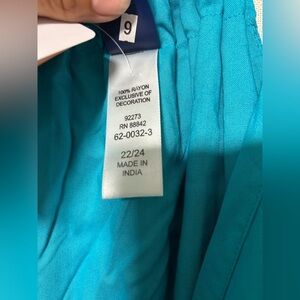 9
100% RAYON
EXCLUSIVE OF
DECORATION
92273
RN 88842
62-0032-3
22/24
MADE IN
INDIA